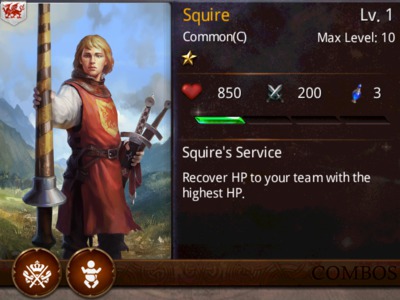 Squire
Lv. 1
Common(C)
Max Level: 10
850
200
3
Squire's Service
Recover HP to your team with the
highest HP.
COMBOS